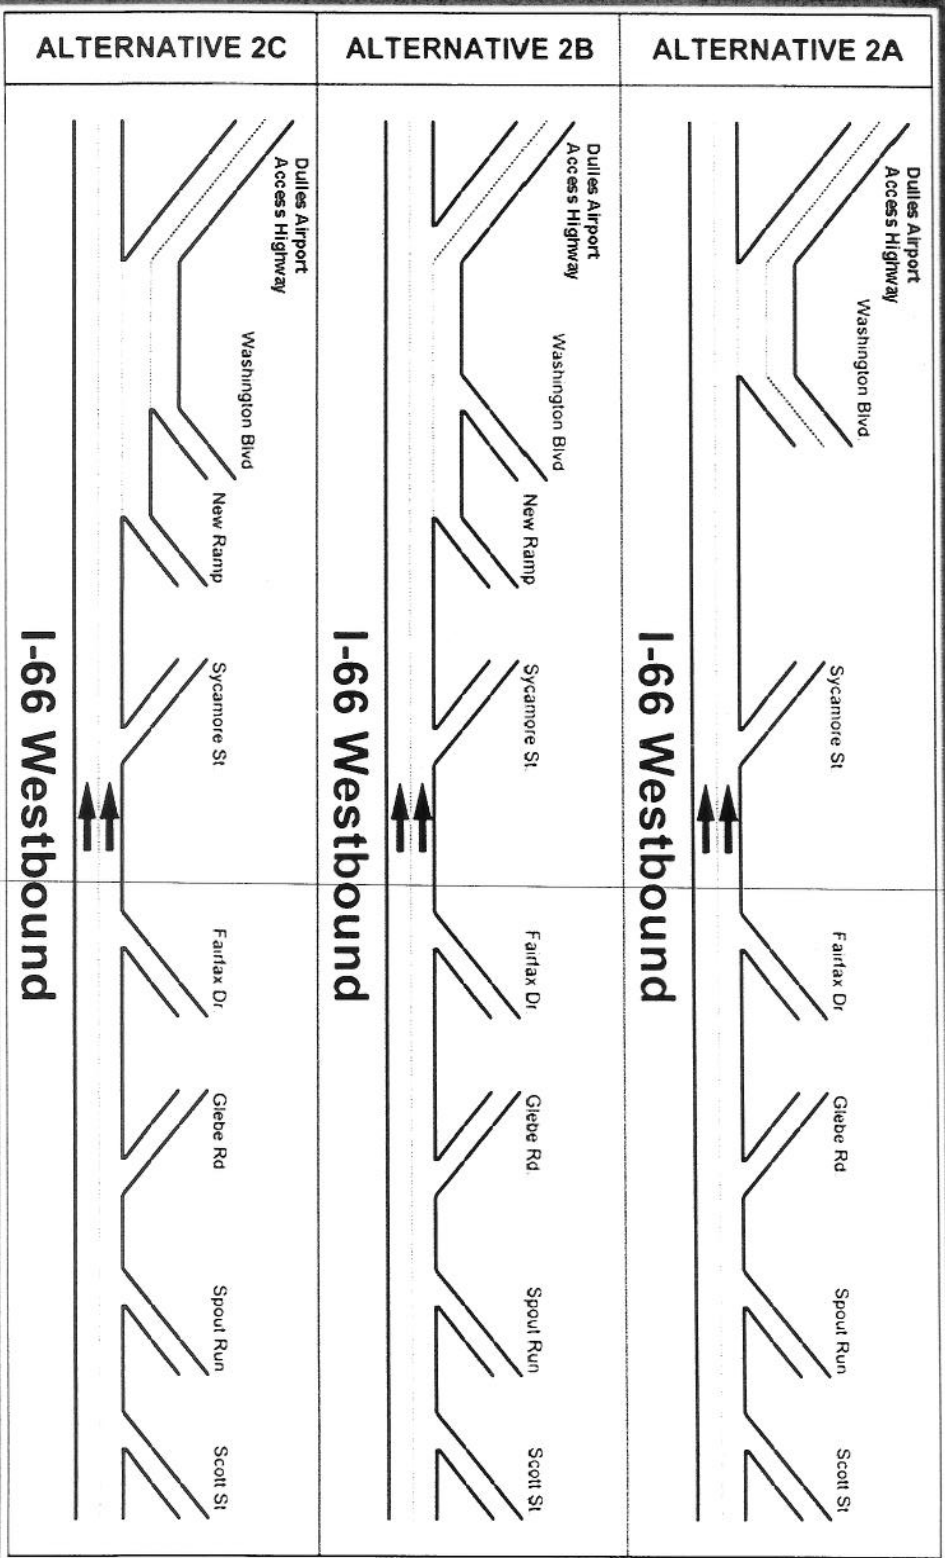 ALTERNATIVE 2A
Dulles Airport
Access Highway
Washington Blvd.
Sycamore St
Fairfax Dr
Glebe Rd
Spout Run
Scott St
I-66 Westbound
ALTERNATIVE 2B
Dulles Airport
Access Highway
Washington Blvd
New Ramp
Sycamore St.
Fairfax Dr
Glebe Rd.
Spout Run
Scott St
I-66 Westbound
ALTERNATIVE 2C
Dulles Airport
Access Highway
Washington Blvd
New Ramp
Sycamore St
Fairfax Dr.
Glebe Rd
Spout Run
Scott St
I-66 Westbound